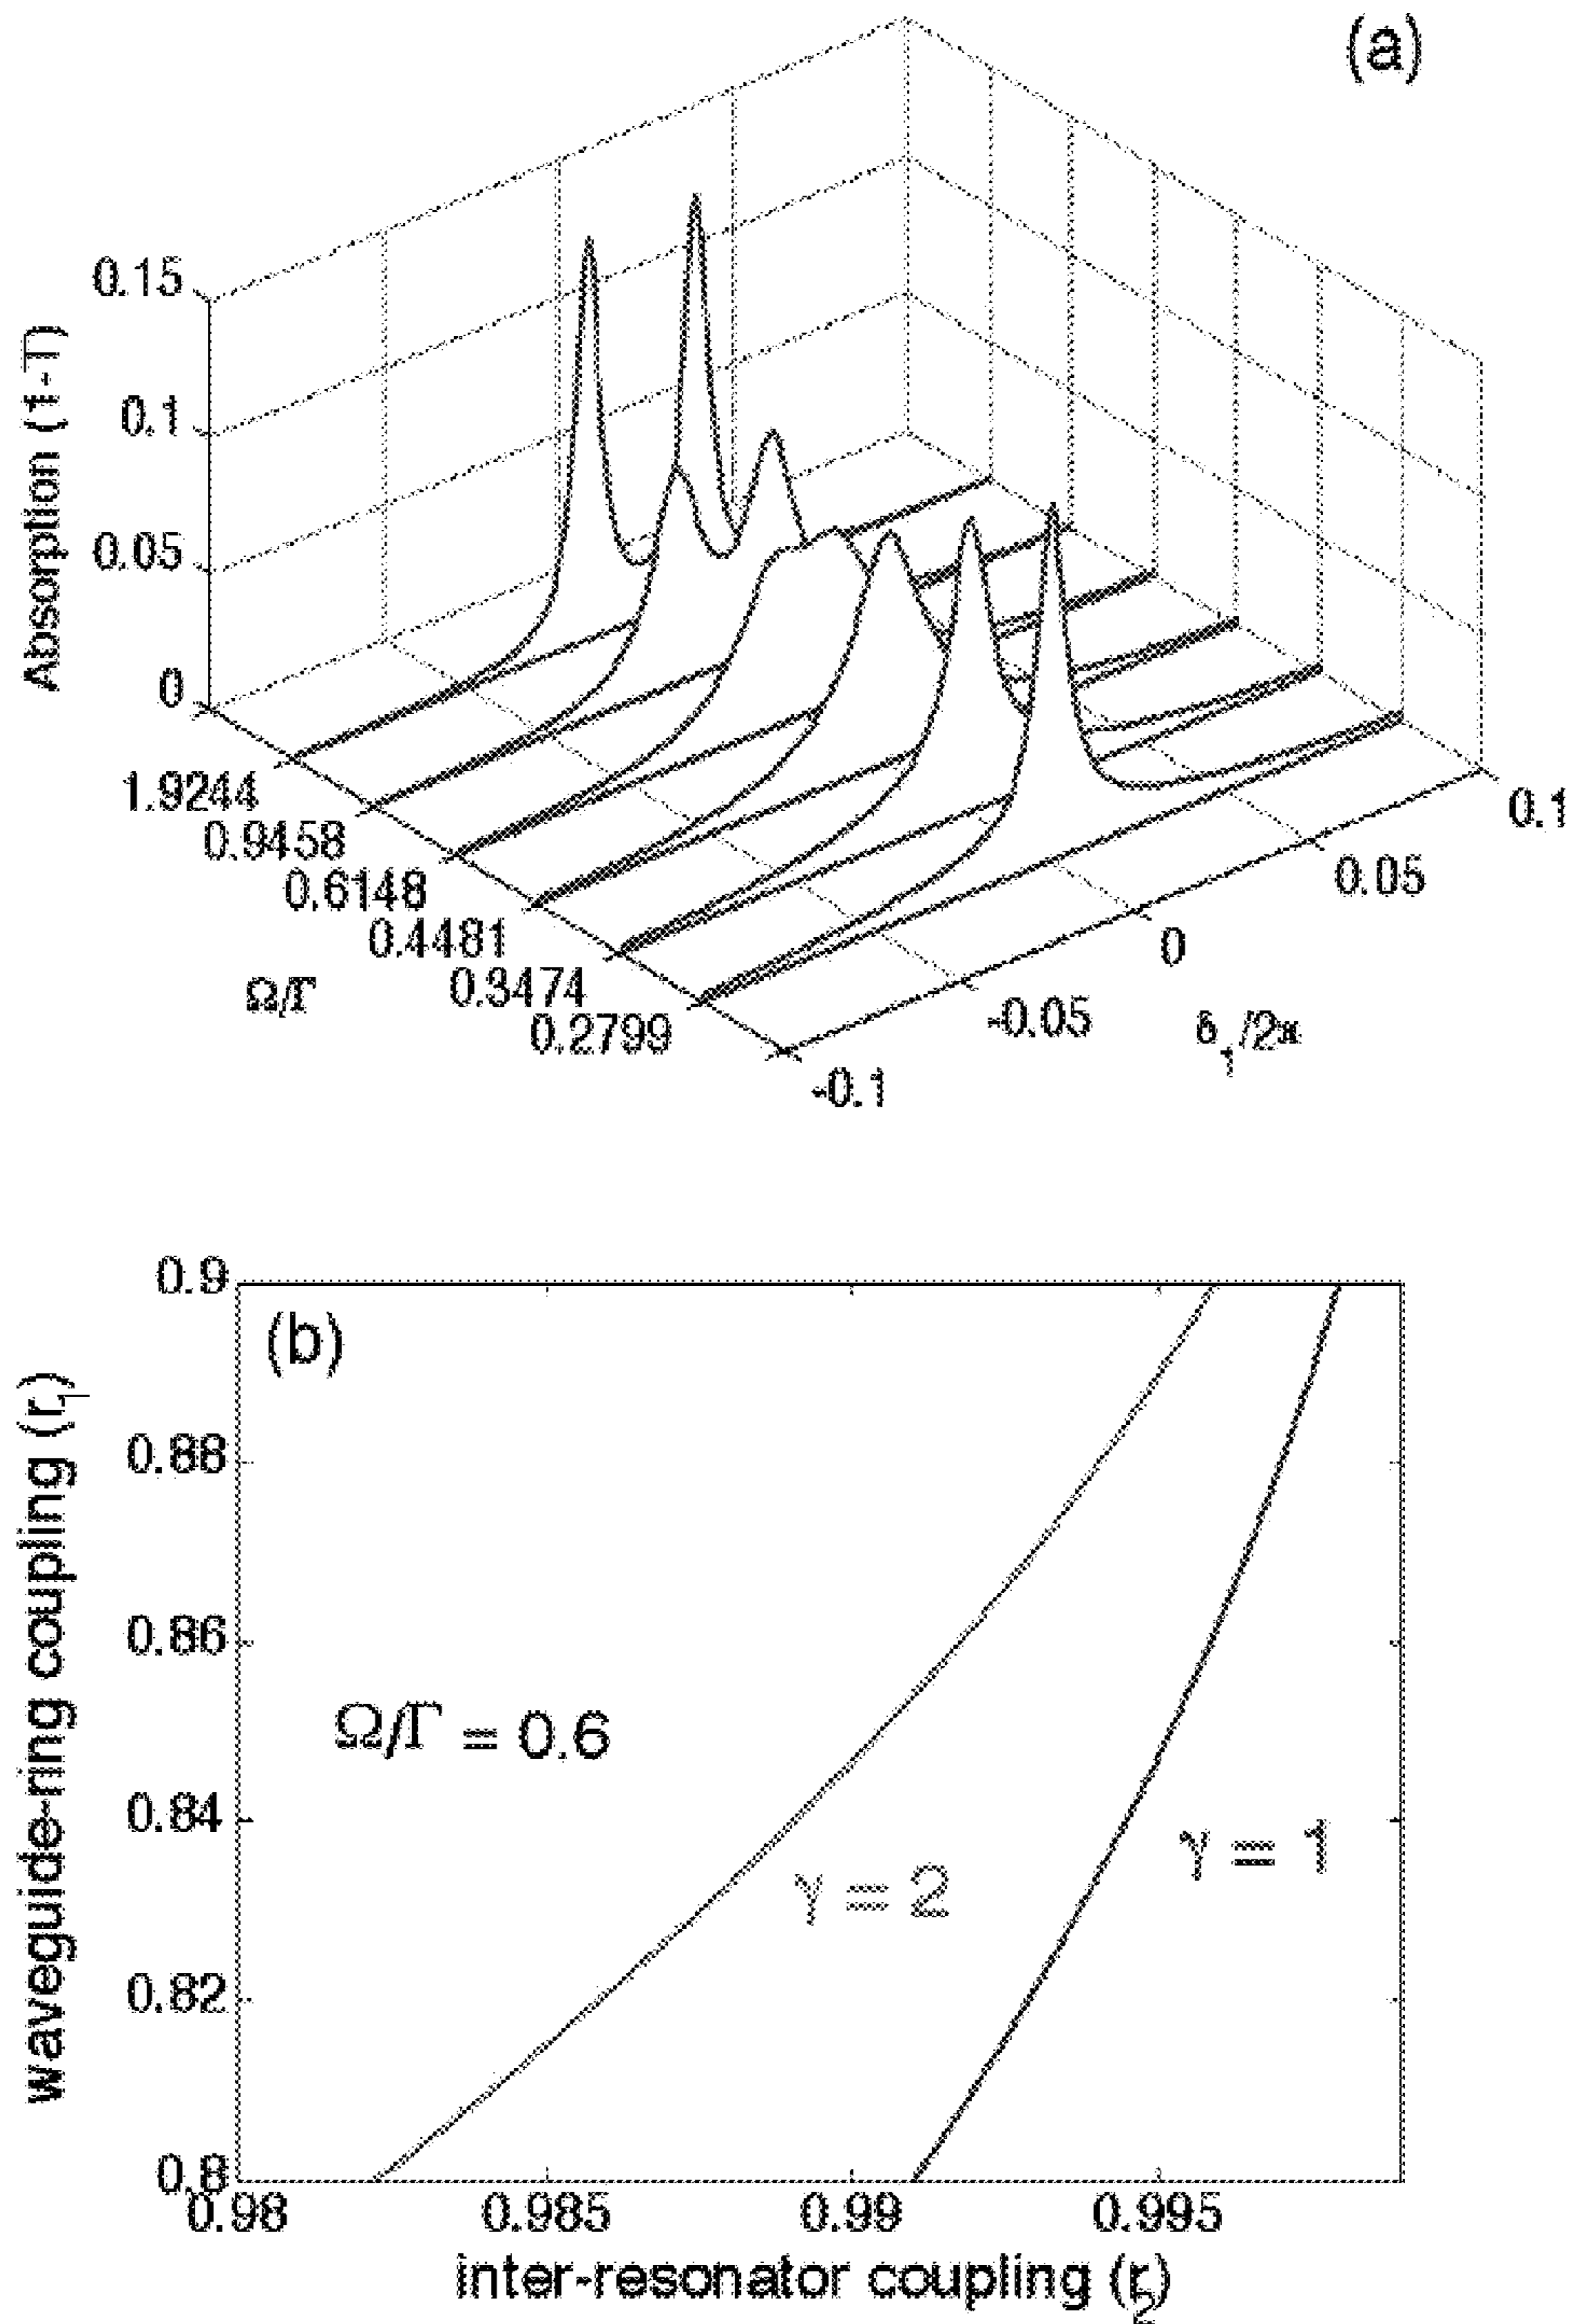 (a)
0.15
0.1
0.05
0
Absorption (1-T)
1.9244
0.9458
0.6148
0.4481
0.3474
0.2799
Ω/Γ
-0.1
-0.05
0
0.05
0.1
δ₁/2π
(b)
0.9
0.88
0.86
0.84
0.82
0.8
waveguide-ring coupling (r₁)
Ω/Γ = 0.6
γ = 2
γ = 1
0.98
0.985
0.99
0.995
inter-resonator coupling (r₂)